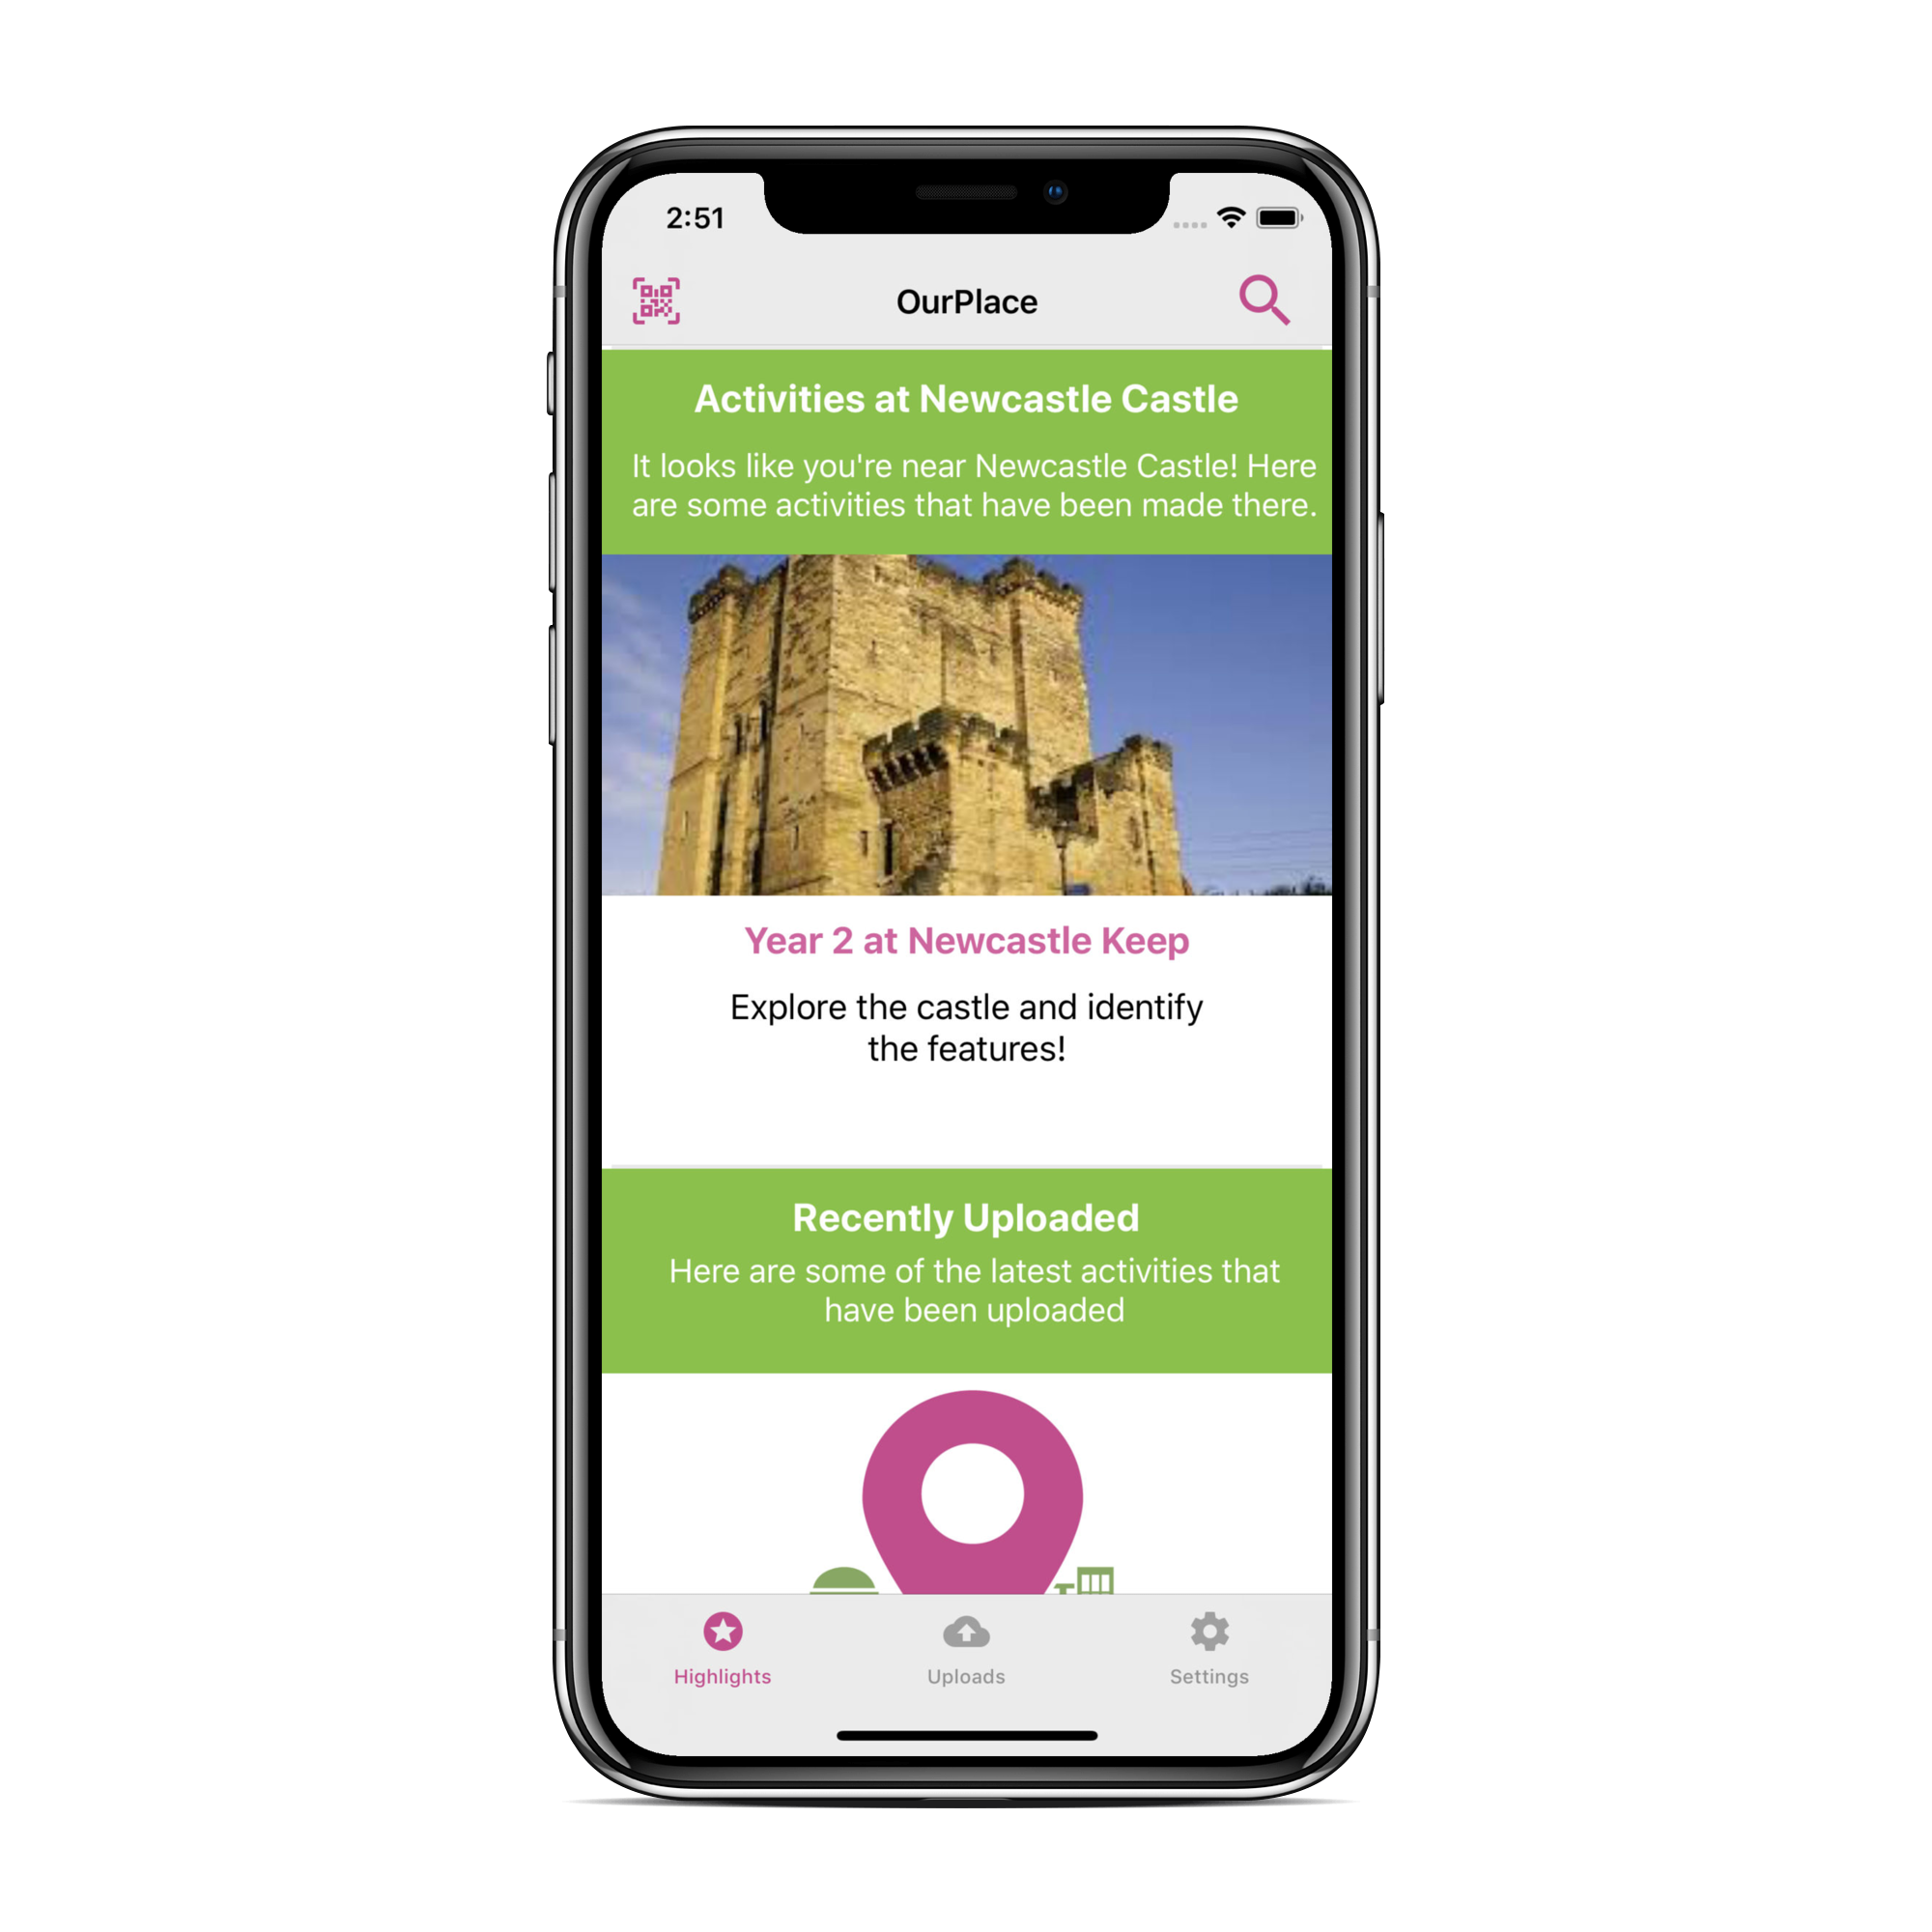 2:51
OurPlace
Activities at Newcastle Castle
It looks like you're near Newcastle Castle! Here
are some activities that have been made there.
Year 2 at Newcastle Keep
Explore the castle and identify
the features!
Recently Uploaded
Here are some of the latest activities that
have been uploaded
Highlights
Uploads
Settings